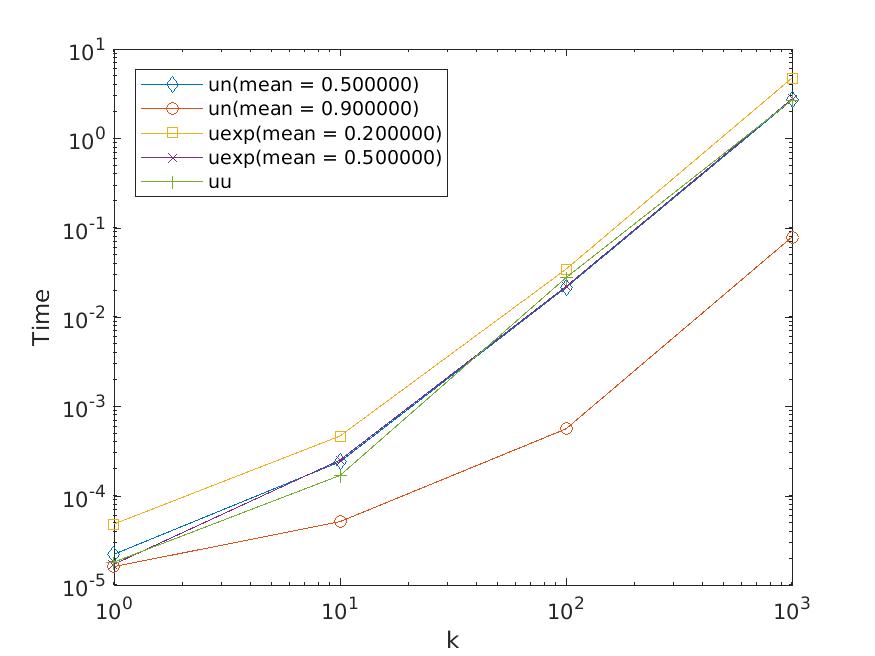 10^1
10^0
10^-1
10^-2
10^-3
10^-4
10^-5
Time
un(mean = 0.500000)
un(mean = 0.900000)
uexp(mean = 0.200000)
uexp(mean = 0.500000)
uu
10^0
10^1
10^2
10^3
k